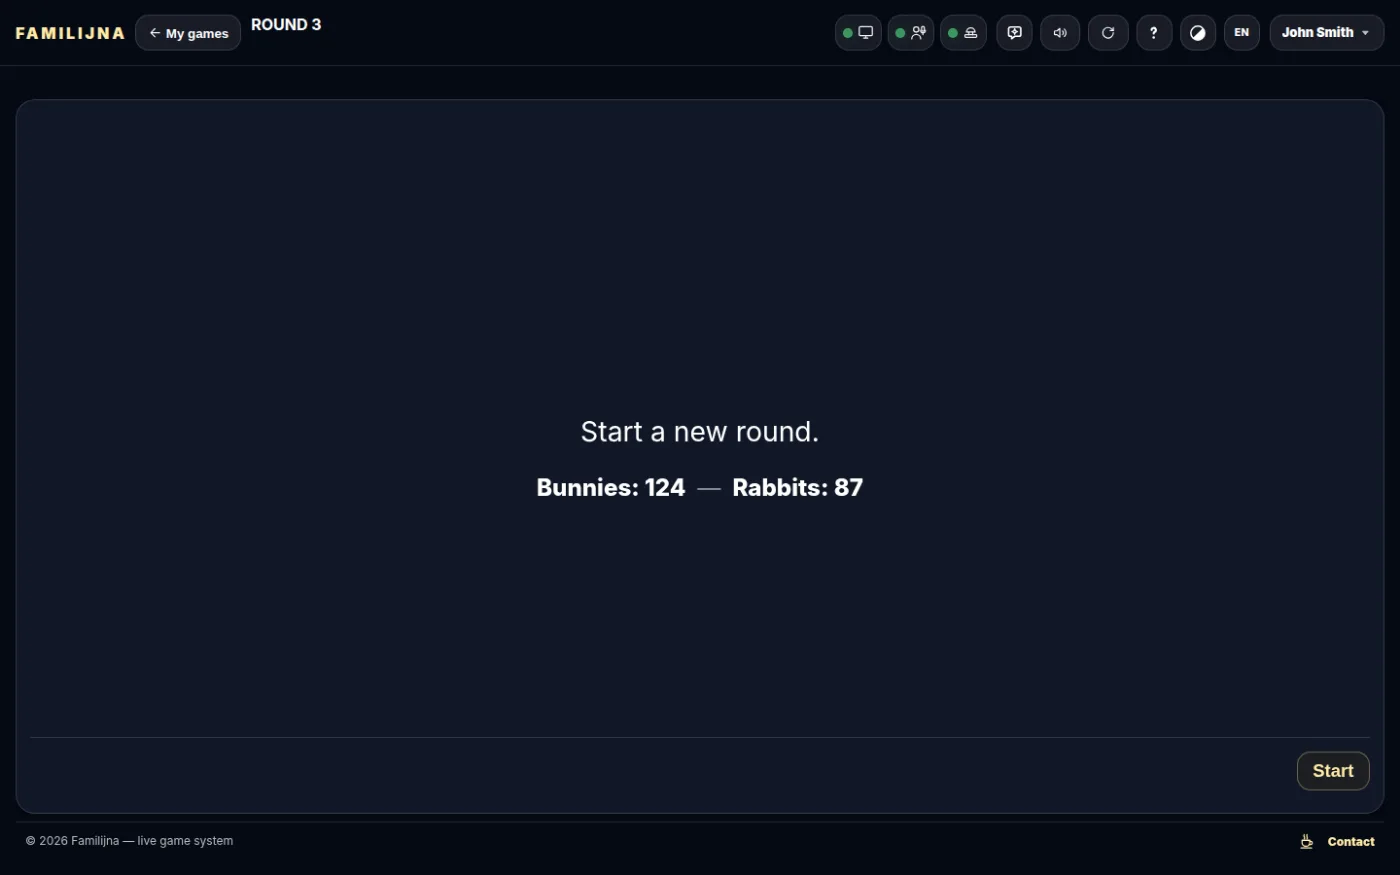 FAMILIJNA
← My games
ROUND 3
?
EN
John Smith
Start a new round.
Bunnies: 124 — Rabbits: 87
Start
© 2026 Familijna — live game system
Contact